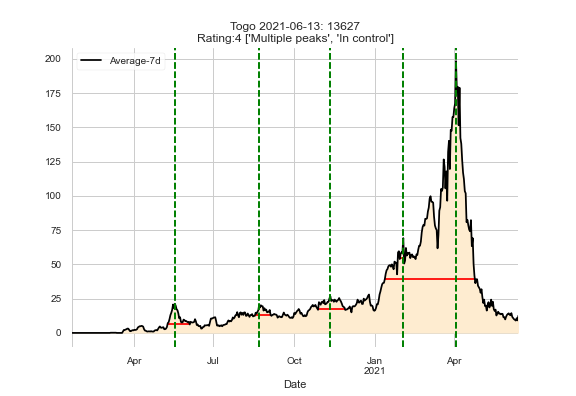 Togo 2021-06-13: 13627
Rating:4 ['Multiple peaks', 'In control']
Average-7d
200
175
150
125
100
75
50
25
0
Apr Jul Oct Jan Apr
2021
Date